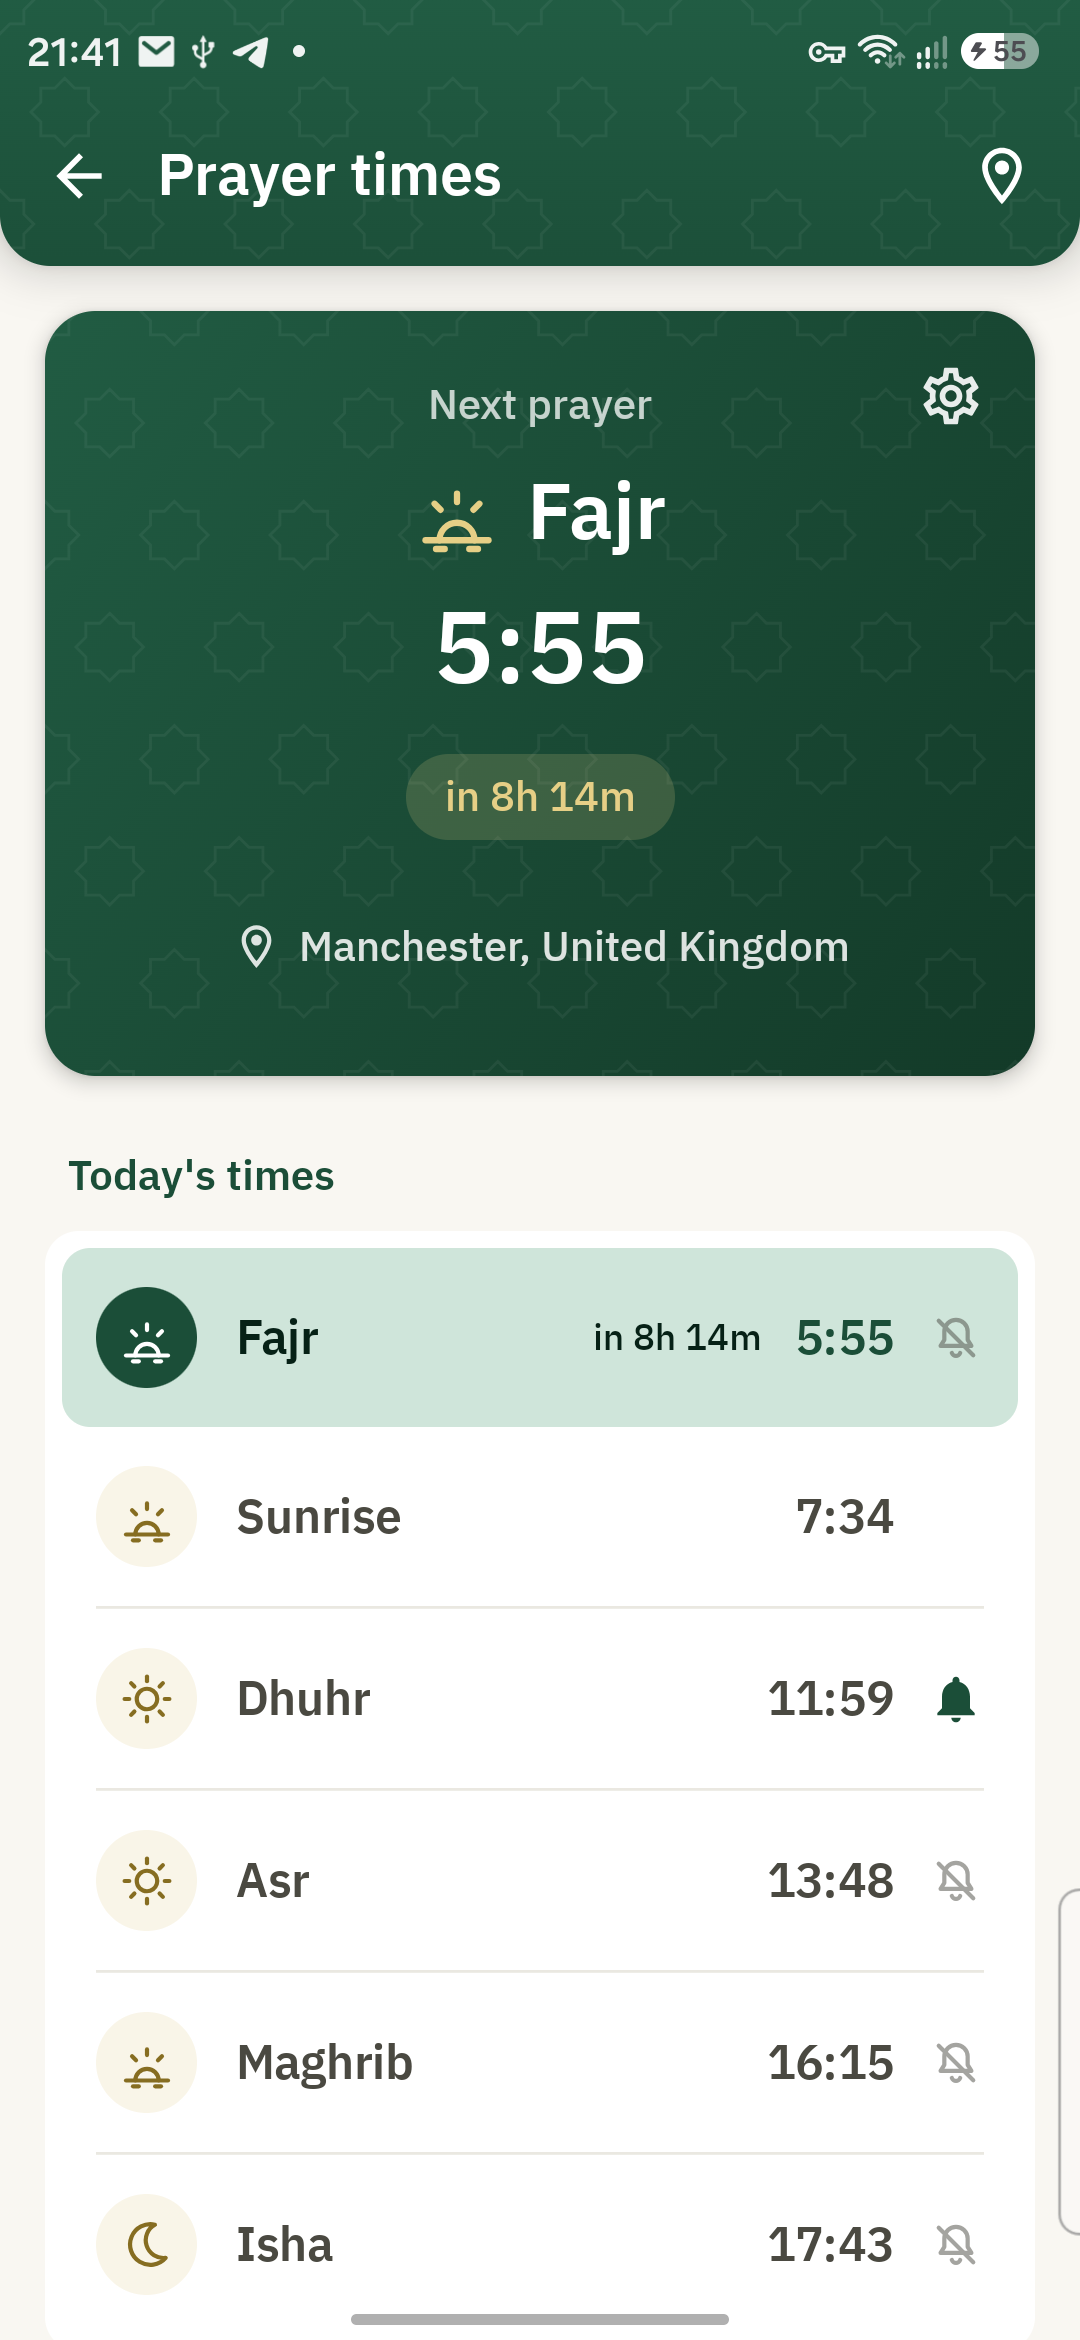 21:41
55
Prayer times
Next prayer
Fajr
5:55
in 8h 14m
Manchester, United Kingdom
Today's times
Fajr in 8h 14m 5:55
Sunrise 7:34
Dhuhr 11:59
Asr 13:48
Maghrib 16:15
Isha 17:43